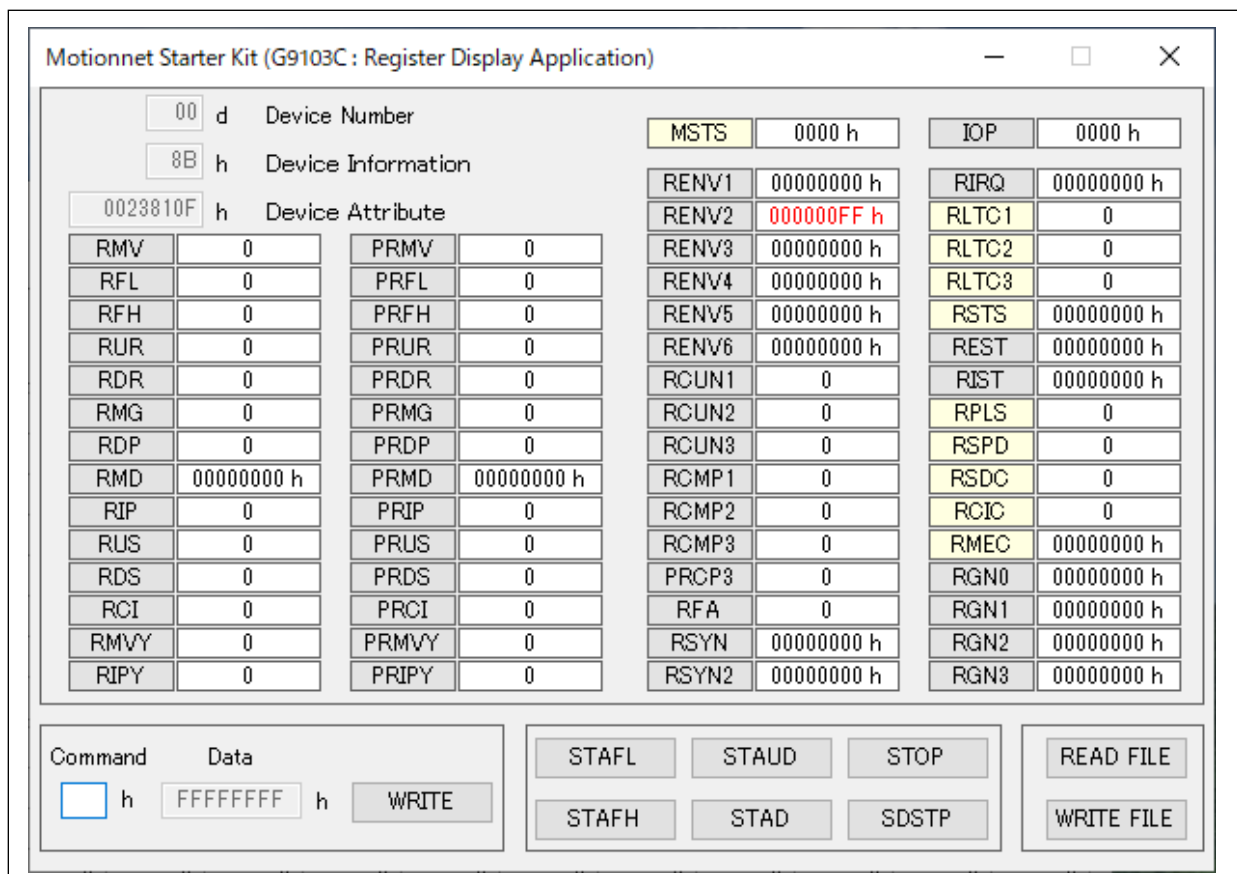 Motionnet Starter Kit (G9103C : Register Display Application)
00 d Device Number
8B h Device Information
0023810F h Device Attribute
MSTS 0000 h IOP 0000 h
RENV1 00000000 h RIRQ 00000000 h
RENV2 000000FF h RLTC1 0
RMV 0 PRMV 0 RENV3 00000000 h RLTC2 0
RFL 0 PRFL 0 RENV4 00000000 h RLTC3 0
RFH 0 PRFH 0 RENV5 00000000 h RSTS 00000000 h
RUR 0 PRUR 0 RENV6 00000000 h REST 00000000 h
RDR 0 PRDR 0 RCUN1 0 RIST 00000000 h
RMG 0 PRMG 0 RCUN2 0 RPLS 0
RDP 0 PRDP 0 RCUN3 0 RSPD 0
RMD 00000000 h PRMD 00000000 h RCMP1 0 RSDC 0
RIP 0 PRIP 0 RCMP2 0 RCIC 0
RUS 0 PRUS 0 RCMP3 0 RMEC 00000000 h
RDS 0 PRDS 0 PRCP3 0 RGN0 00000000 h
RCI 0 PRCI 0 RFA 0 RGN1 00000000 h
RMVY 0 PRMVY 0 RSYN 00000000 h RGN2 00000000 h
RIPY 0 PRIPY 0 RSYN2 00000000 h RGN3 00000000 h
Command Data
h FFFFFFFF h WRITE
STAFL STAUD STOP
STAFH STAD SDSTP
READ FILE
WRITE FILE